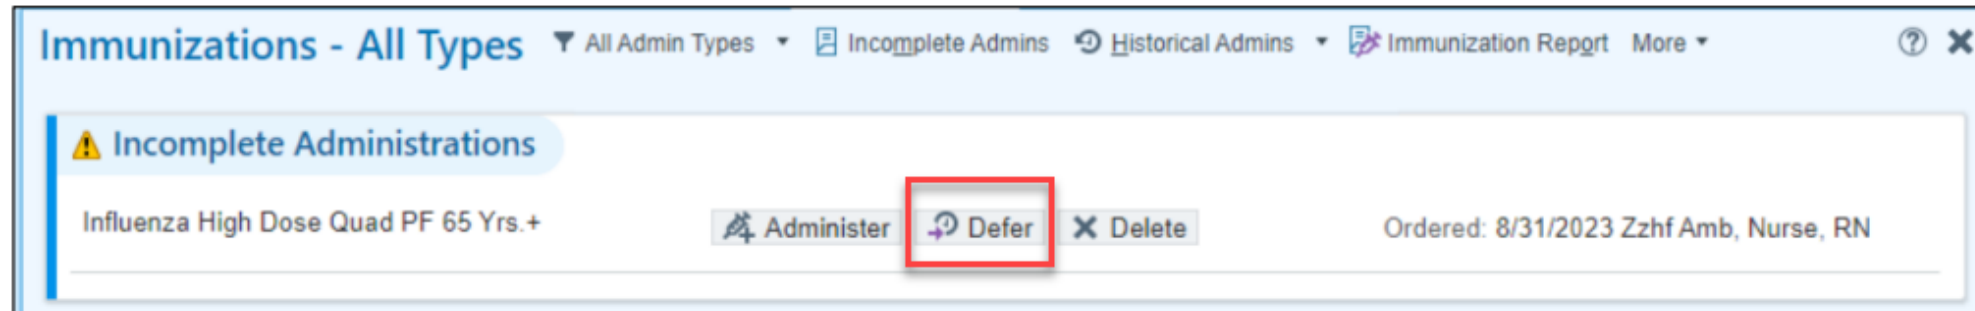 Immunizations - All Types All Admin Types Incomplete Admins Historical Admins Immunization Report More ?
Incomplete Administrations
Influenza High Dose Quad PF 65 Yrs.+ Administer Defer Delete Ordered: 8/31/2023 Zzhf Amb, Nurse, RN